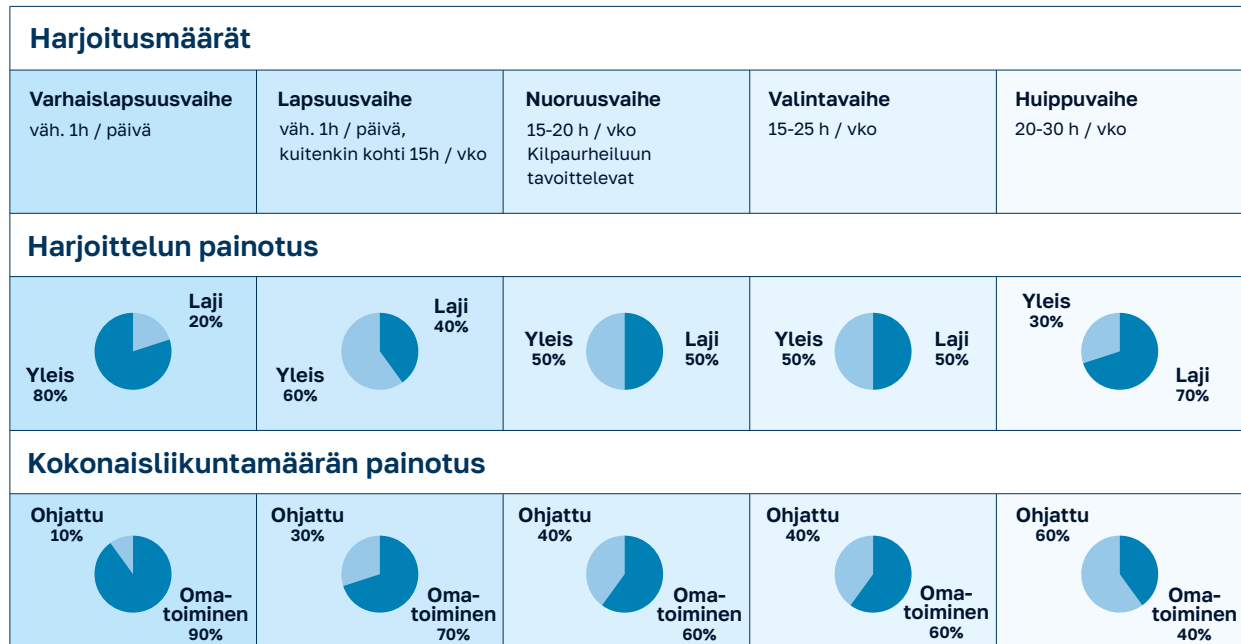 Harjoitusmäärät
Varhaislapsuusvaihe
väh. 1h / päivä
Lapsuusvaihe
väh. 1h / päivä,
kuitenkin kohti 15h / vko
Nuoruusvaihe
15-20 h / vko
Kilpaurheiluun
tavoittelevat
Valintavaihe
15-25 h / vko
Huippuvaihe
20-30 h / vko
Harjoittelun painotus
Laji
20%
Yleis
80%
Laji
40%
Yleis
60%
Yleis
50%
Laji
50%
Yleis
50%
Laji
50%
Yleis
30%
Laji
70%
Kokonaisliikuntamäärän painotus
Ohjattu
10%
Oma-
toiminen
90%
Ohjattu
30%
Oma-
toiminen
70%
Ohjattu
40%
Oma-
toiminen
60%
Ohjattu
40%
Oma-
toiminen
60%
Ohjattu
60%
Oma-
toiminen
40%